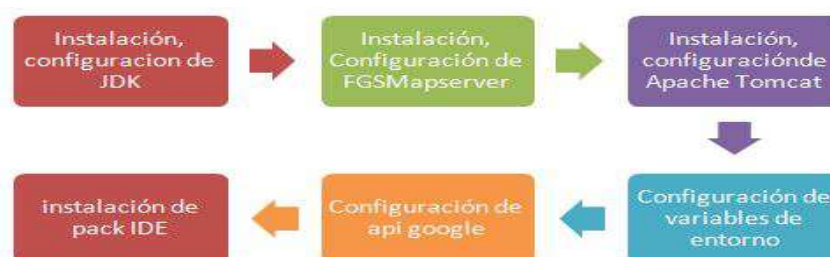 Instalación,
configuracion de
JDK
Instalación,
Configuración de
FGSMapserver
Instalación,
configuraciónde
Apache Tomcat
Configuración de
variables de
entorno
Configuración de
api google
instalación de
pack IDE